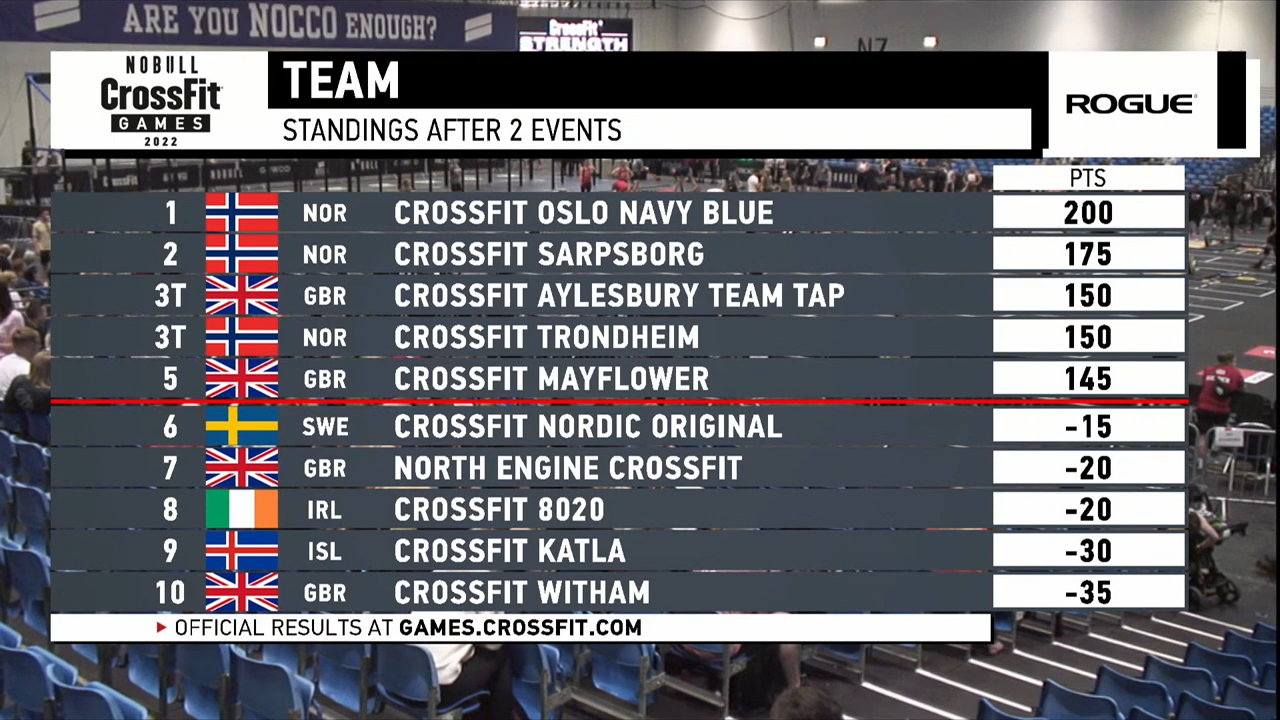 ARE YOU NOCCO ENOUGH?
CrossFit
STRENGTH
NOBULL
CrossFit
GAMES
2022
TEAM
STANDINGS AFTER 2 EVENTS
ROGUE
PTS
1 NOR CROSSFIT OSLO NAVY BLUE 200
2 NOR CROSSFIT SARPSBORG 175
3T GBR CROSSFIT AYLESBURY TEAM TAP 150
3T NOR CROSSFIT TRONDHEIM 150
5 GBR CROSSFIT MAYFLOWER 145
6 SWE CROSSFIT NORDIC ORIGINAL -15
7 GBR NORTH ENGINE CROSSFIT -20
8 IRL CROSSFIT 8020 -20
9 ISL CROSSFIT KATLA -30
10 GBR CROSSFIT WITHAM -35
OFFICIAL RESULTS AT GAMES.CROSSFIT.COM